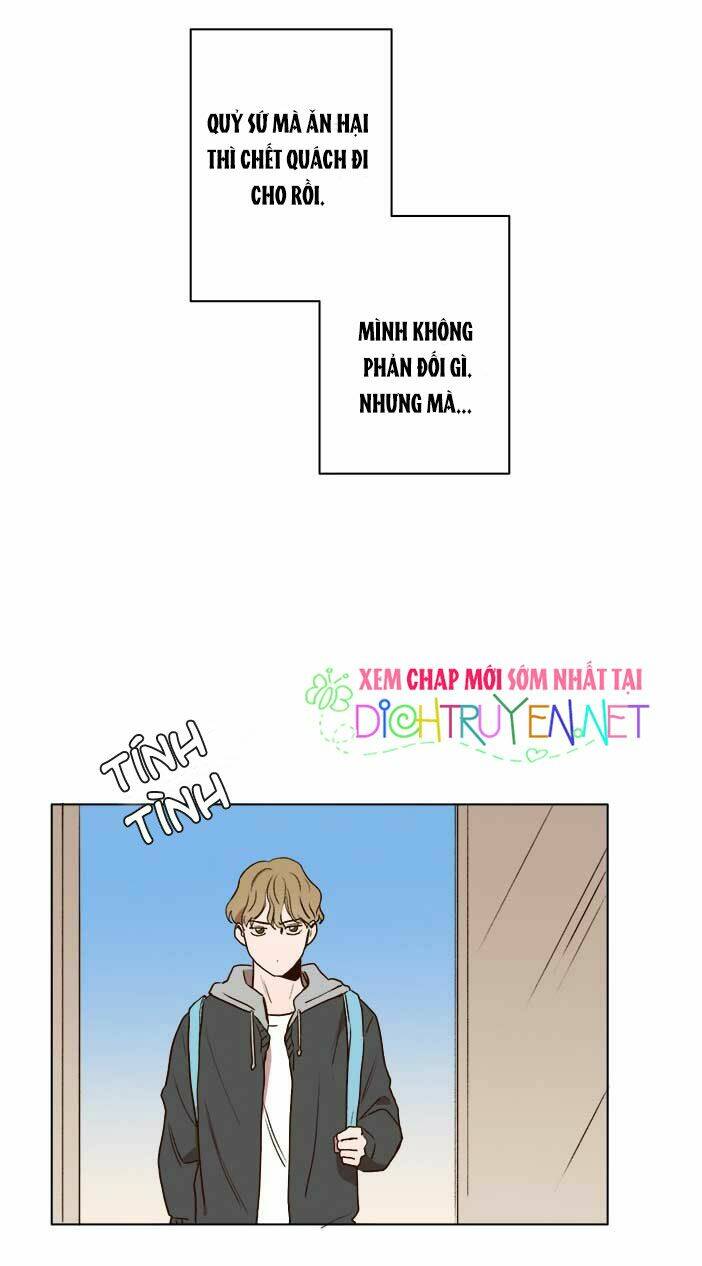 QUỶ SỨ MÀ ĂN HẠI
THÌ CHẾT QUÁCH ĐI
CHO RỒI.
MÌNH KHÔNG
PHẢN ĐỐI GÌ.
NHƯNG MÀ...
XEM CHAP MỚI SỚM NHẤT TẠI
DICHTRUYEN.NET
TÍNH
TÌNH